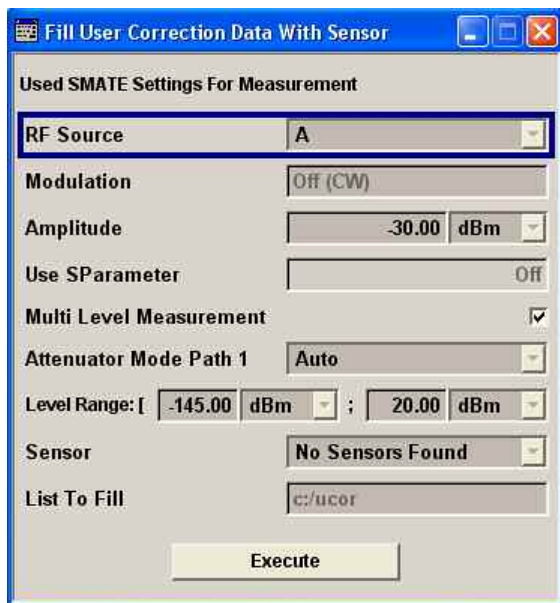 Fill User Correction Data With Sensor
Used SMATE Settings For Measurement
RF Source A
Modulation Off (CW)
Amplitude -30.00 dBm
Use SParameter Off
Multi Level Measurement
Attenuator Mode Path 1 Auto
Level Range: [ -145.00 dBm ; 20.00 dBm
Sensor No Sensors Found
List To Fill c:/ucor
Execute